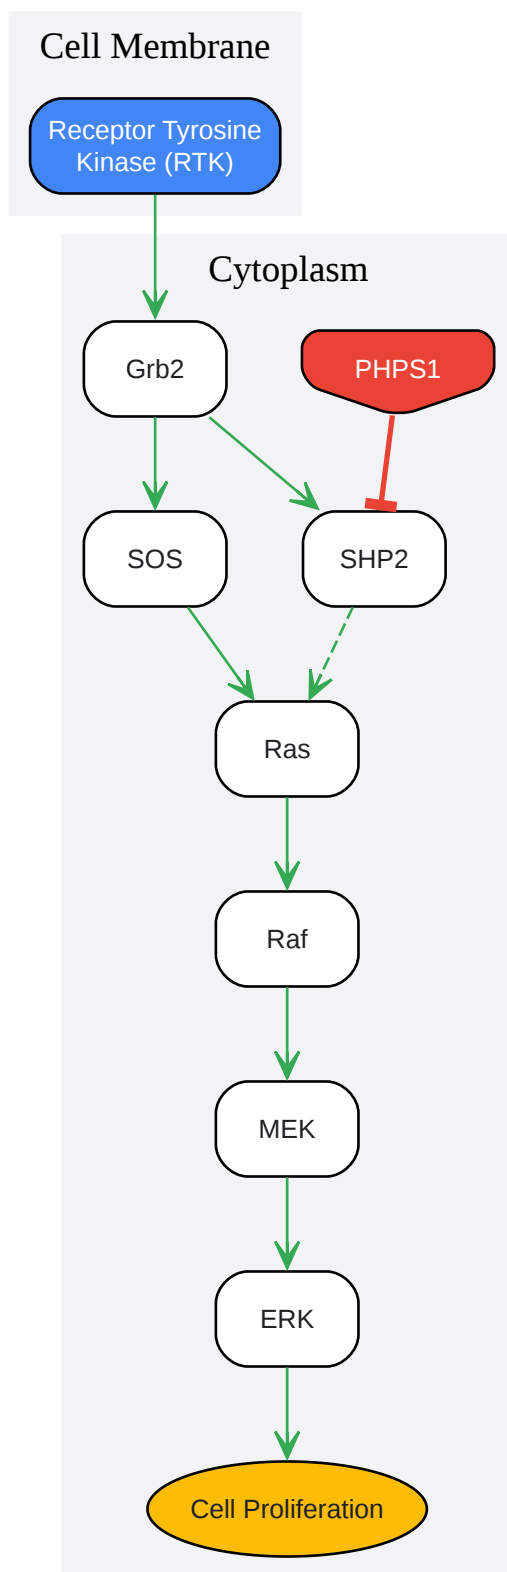 Cell Membrane
Receptor Tyrosine
Kinase (RTK)
Cytoplasm
Grb2
PHPS1
SOS
SHP2
Ras
Raf
MEK
ERK
Cell Proliferation